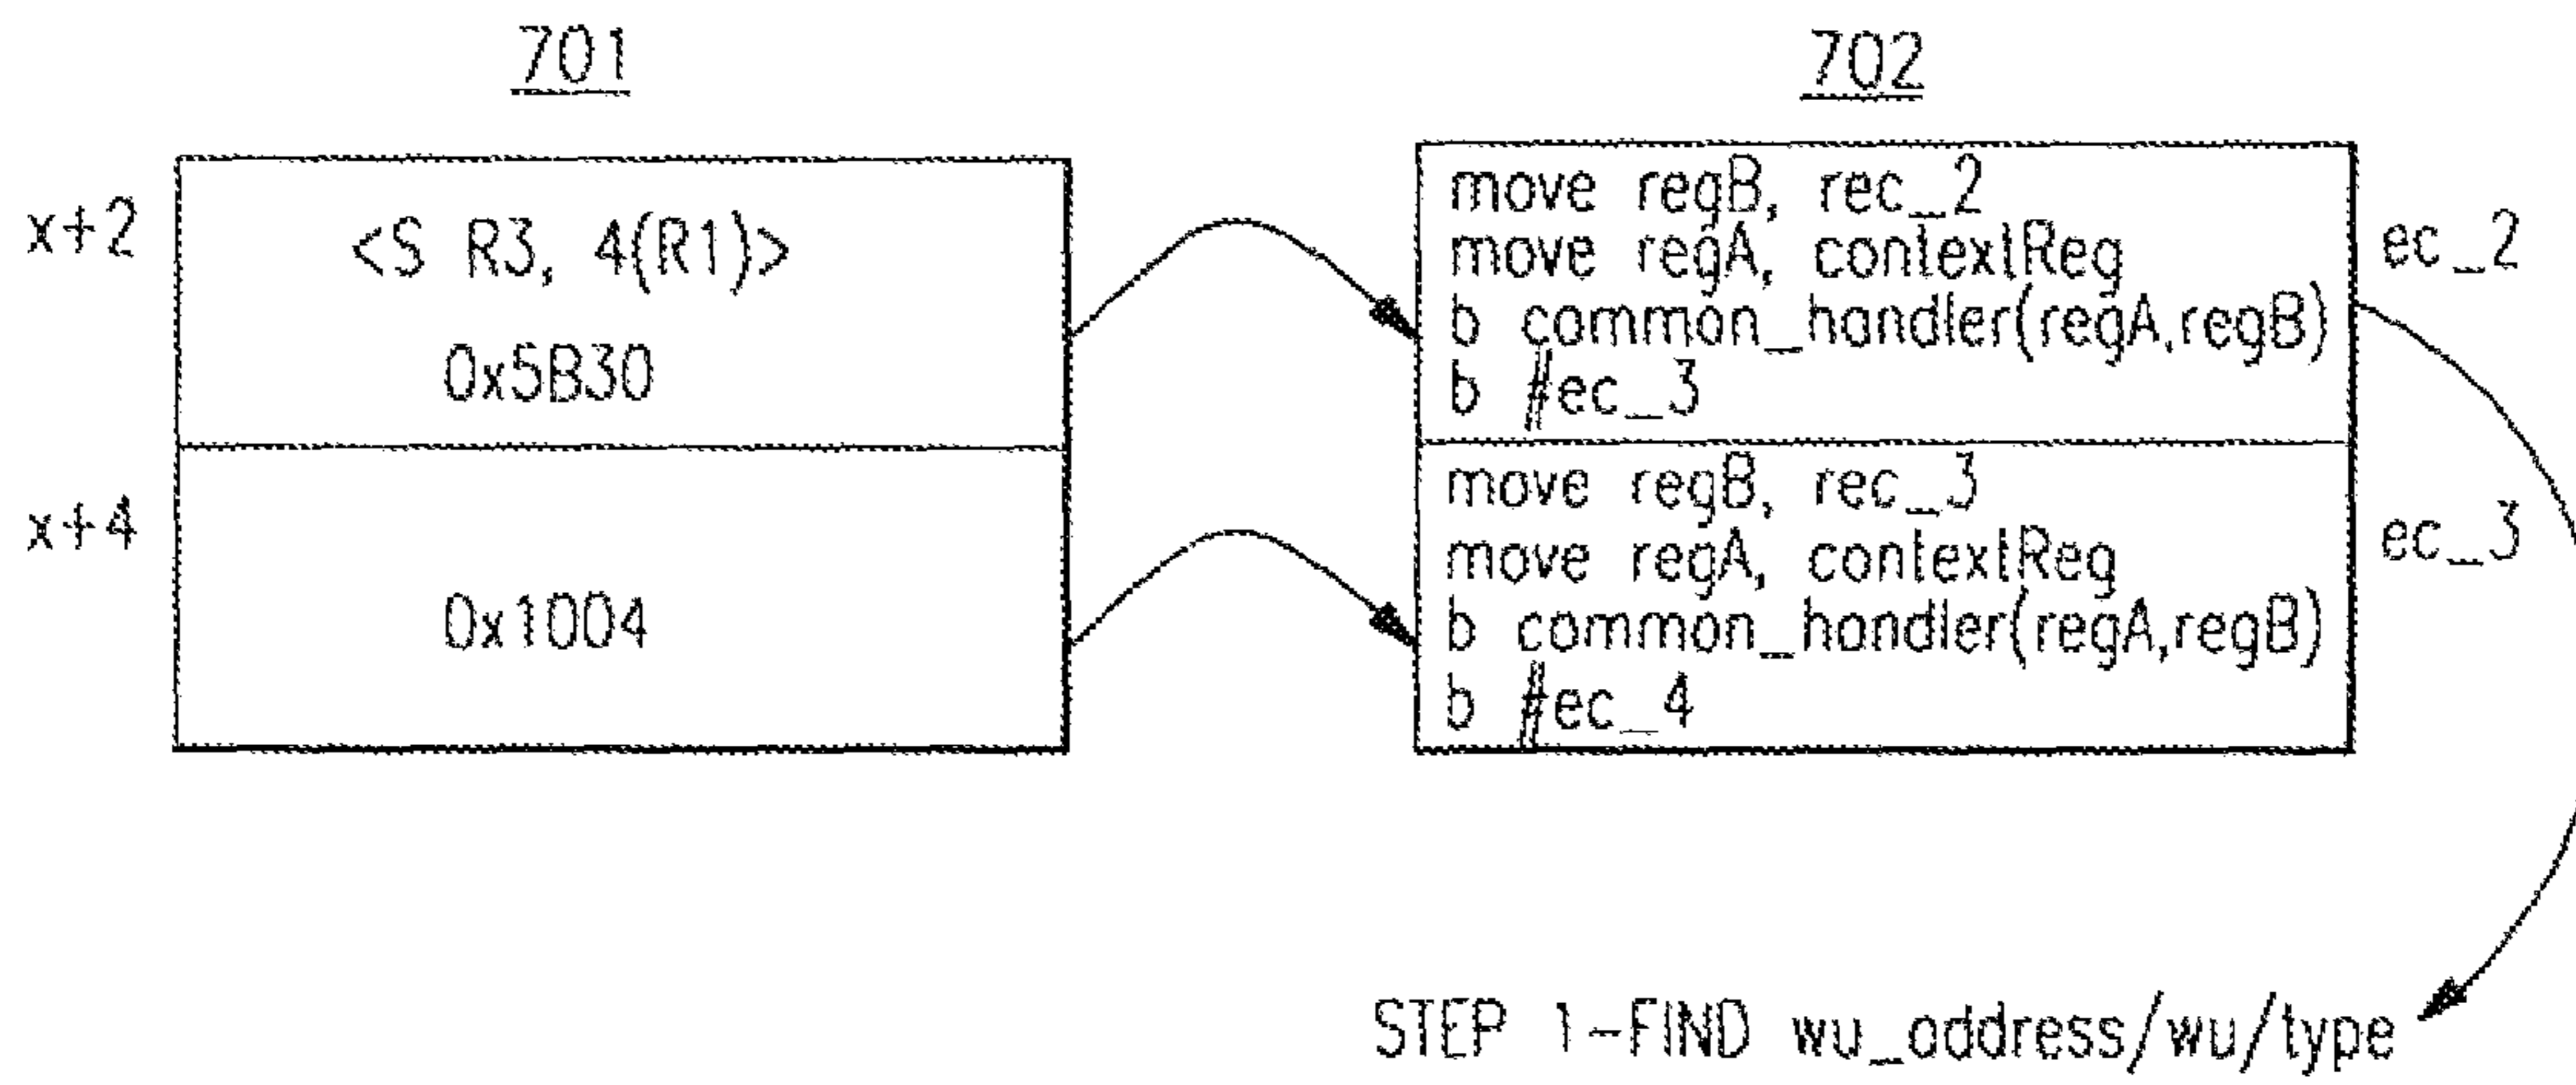 701
702
x+2
<S R3, 4(R1)>
0x5B30
x+4
0x1004
move regB, rec_2
move regA, contextReg
b common_handler(regA,regB)
b #ec_3
ec_2
move regB, rec_3
move regA, contextReg
b common_handler(regA,regB)
b #ec_4
ec_3
STEP 1-FIND wu_address/wu/type